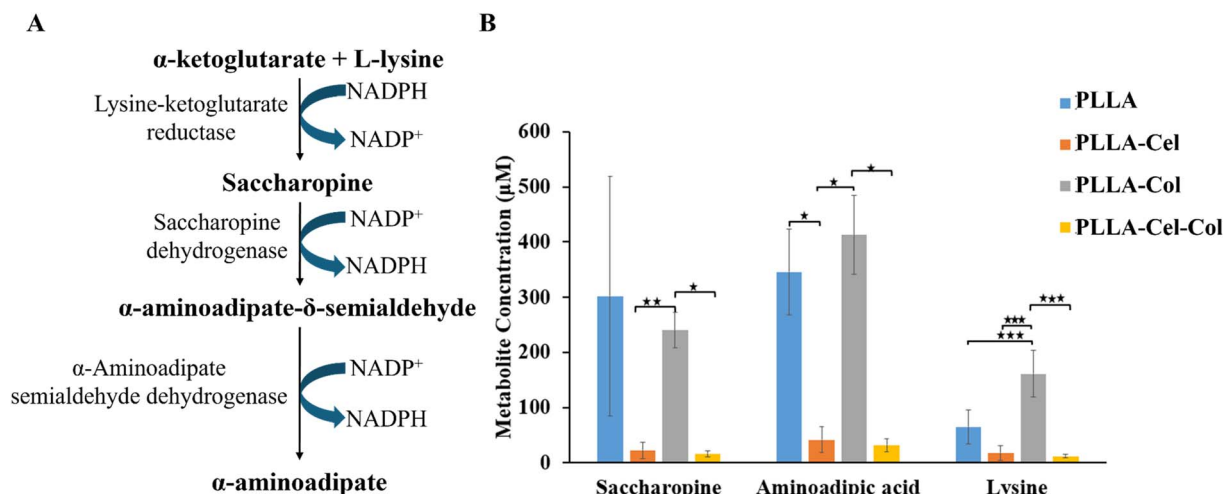 A
α-ketoglutarate + L-lysine
Lysine-ketoglutarate
reductase
NADPH
NADP⁺
Saccharopine
Saccharopine
dehydrogenase
NADP⁺
NADPH
α-aminoadipate-δ-semialdehyde
α-Aminoadipate
semialdehyde dehydrogenase
NADP⁺
NADPH
α-aminoadipate
B
PLLA
PLLA-Cel
PLLA-Col
PLLA-Cel-Col
Metabolite Concntration (µM)
600
500
400
300
200
100
0
★★
★
★
★
★
★★★
★★★
★★★
Saccharopine
Aminoadipic acid
Lysine